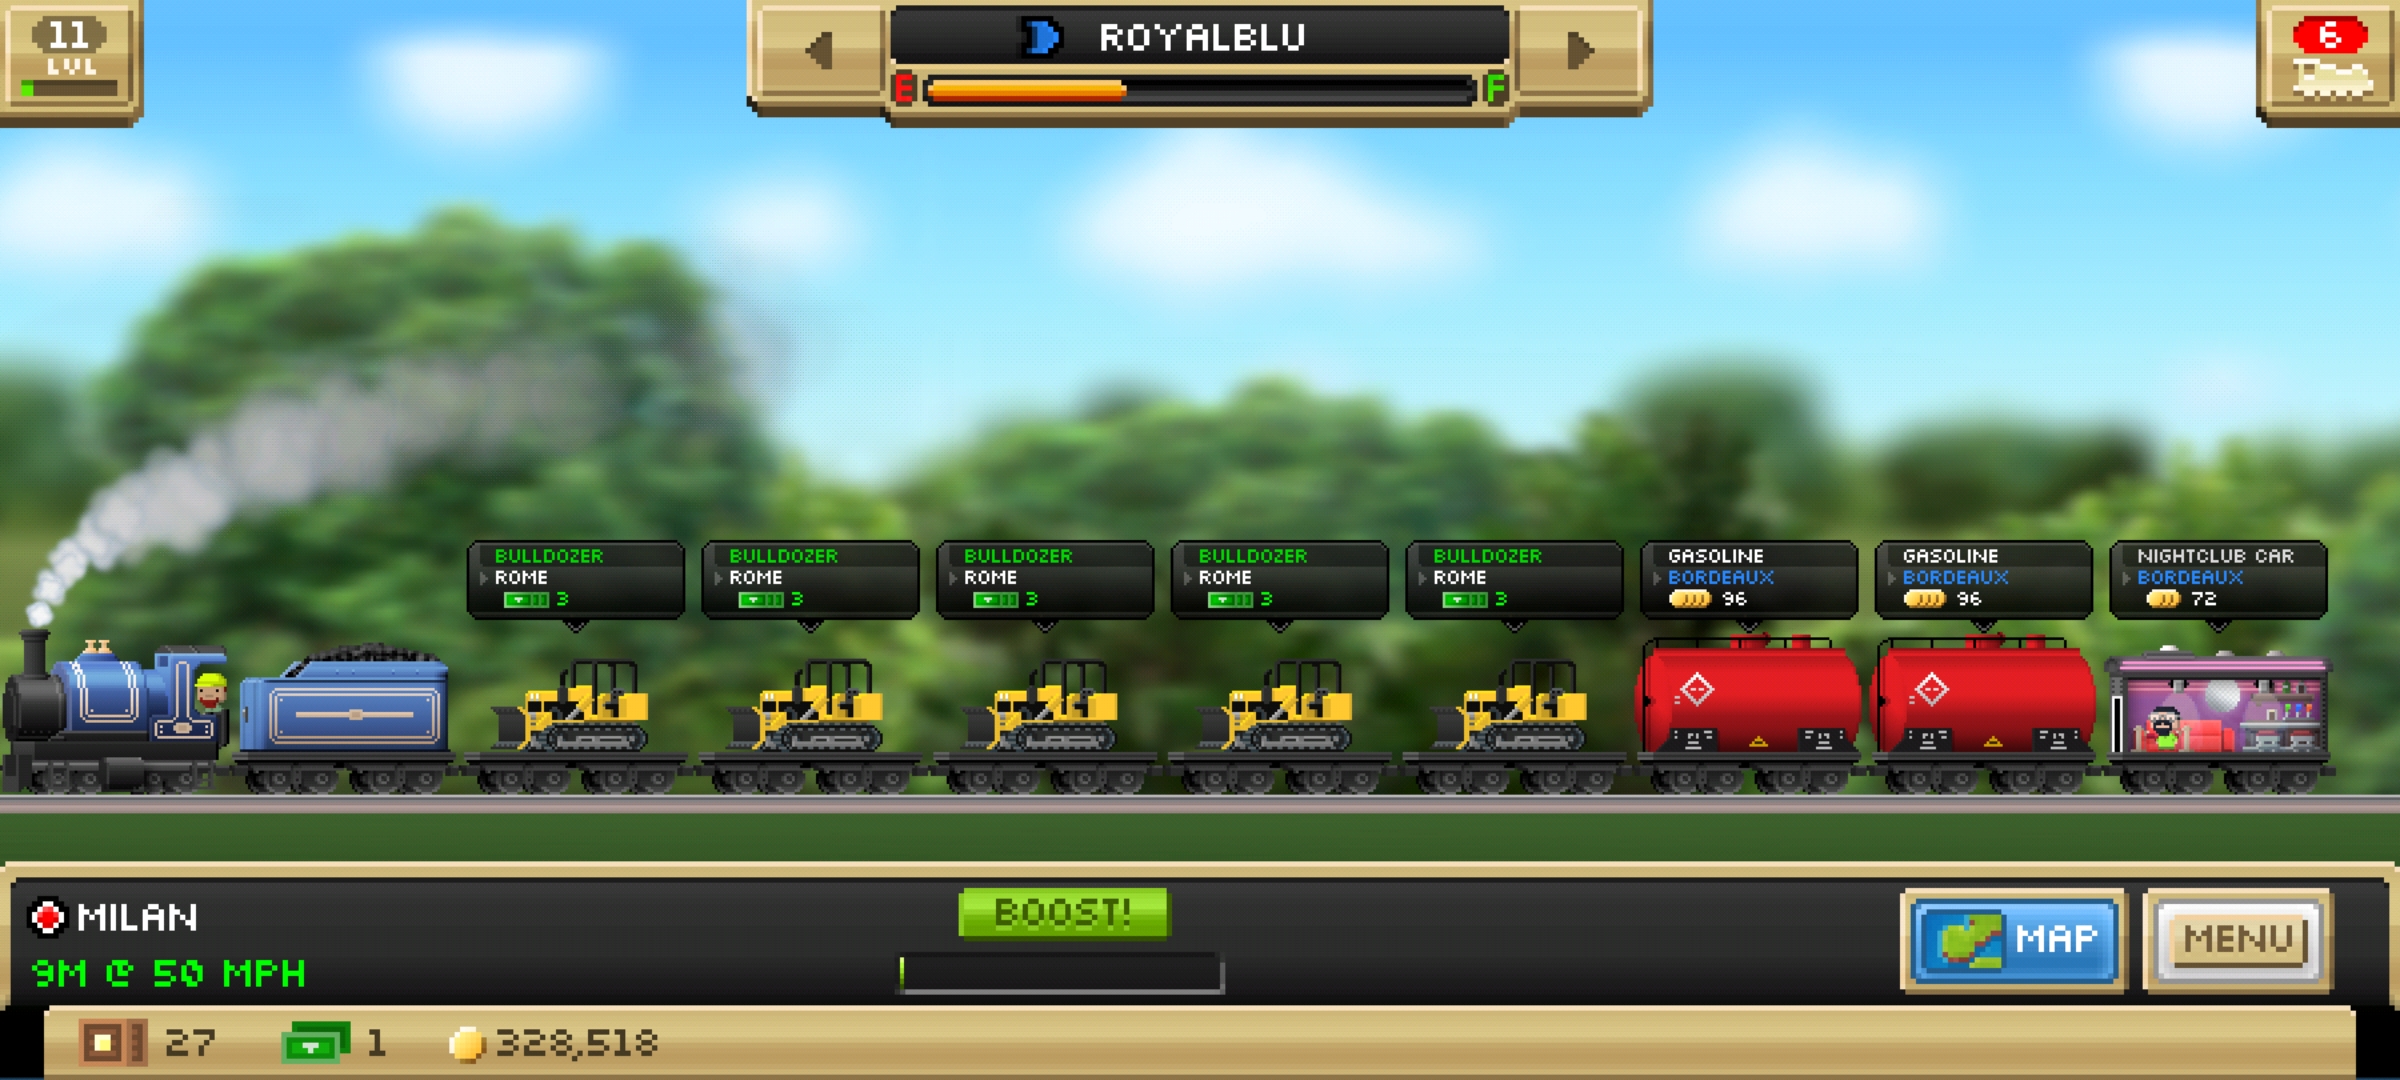 11
LVL
ROYALBLU
E
F
6
BULLDOZER
ROME
3
BULLDOZER
ROME
3
BULLDOZER
ROME
3
BULLDOZER
ROME
3
BULLDOZER
ROME
3
GASOLINE
BORDEAUX
96
GASOLINE
BORDEAUX
96
NIGHTCLUB CAR
BORDEAUX
72
MILAN
9M @ 50 MPH
BOOST!
MAP
MENU
27
1
328,518